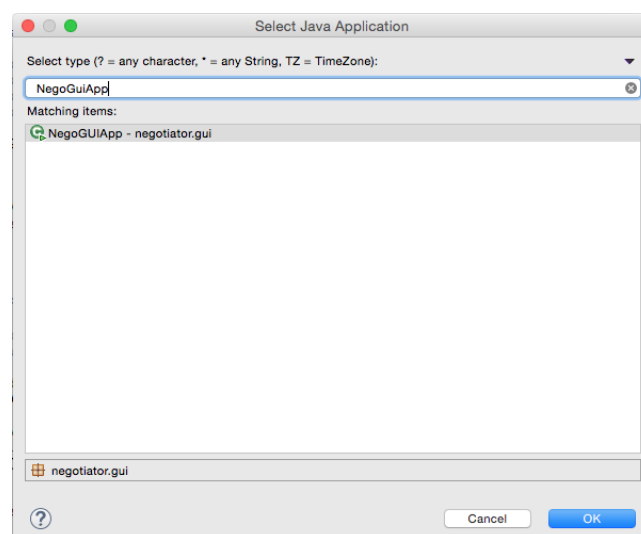 Select Java Application
Select type (? = any character, * = any String, TZ = TimeZone):
NegoGuiApp
Matching items:
NegoGUIApp - negotiator.gui
negotiator.gui
?
Cancel OK